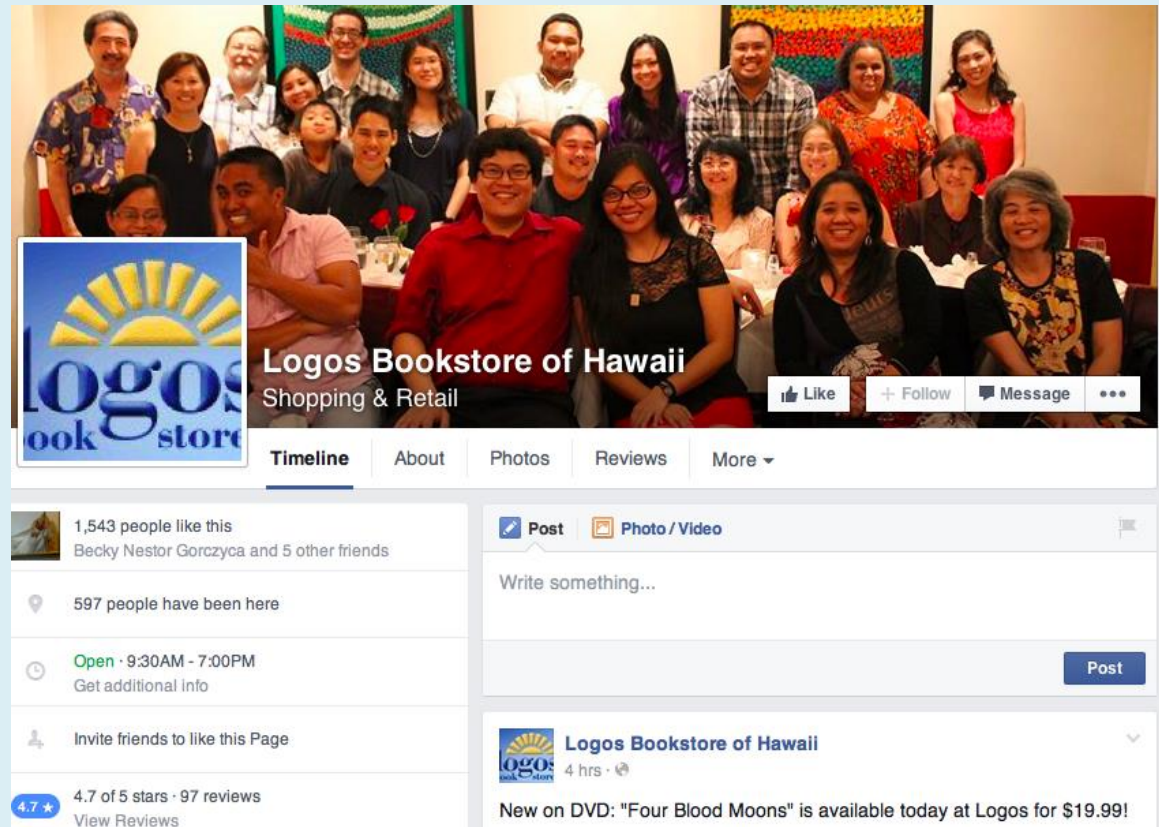 logos
book store
Logos Bookstore of Hawaii
Shopping & Retail
Like
+ Follow
Message
•••
Timeline
About
Photos
Reviews
More
1,543 people like this
Becky Nestor Gorczyca and 5 other friends
597 people have been here
Open · 9:30AM - 7:00PM
Get additional info
Invite friends to like this Page
4.7 ★
4.7 of 5 stars · 97 reviews
View Reviews
Post
Photo / Video
Write something...
Post
logos
book store
Logos Bookstore of Hawaii
4 hrs ·
New on DVD: "Four Blood Moons" is available today at Logos for $19.99!